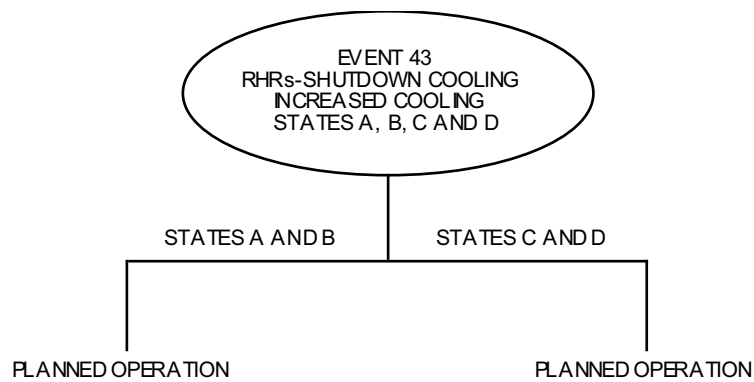 EVENT 43
RHRs-SHUTDOWN COOLING
INCREASED COOLING
STATES A, B, C AND D
STATES A AND B
STATES C AND D
PLANNED OPERATION
PLANNED OPERATION